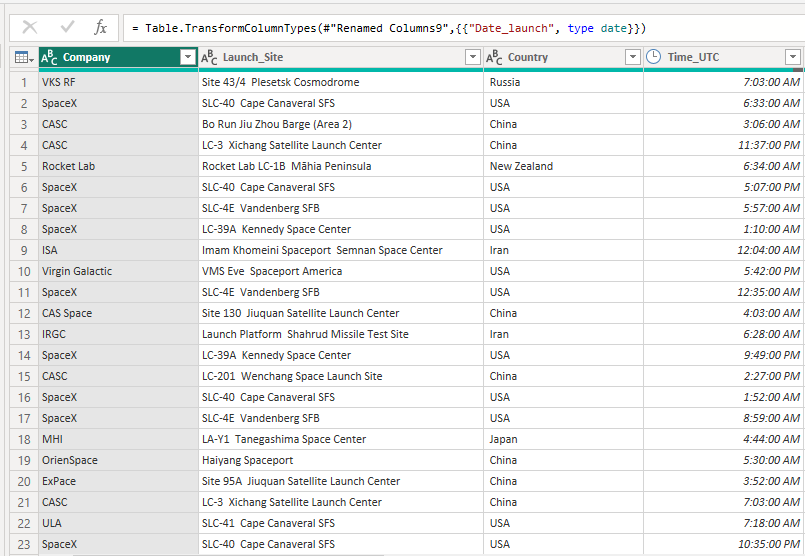 fx = Table.TransformColumnTypes(#"Renamed Columns9",{{"Date_launch", type date}})
ABC Company ABC Launch_Site ABC Country Time_UTC
1 VKS RF Site 43/4 Plesetsk Cosmodrome Russia 7:03:00 AM
2 SpaceX SLC-40 Cape Canaveral SFS USA 6:33:00 AM
3 CASC Bo Run Jiu Zhou Barge (Area 2) China 3:06:00 AM
4 CASC LC-3 Xichang Satellite Launch Center China 11:37:00 PM
5 Rocket Lab Rocket Lab LC-1B Māhia Peninsula New Zealand 6:34:00 AM
6 SpaceX SLC-40 Cape Canaveral SFS USA 5:07:00 PM
7 SpaceX SLC-4E Vandenberg SFB USA 5:57:00 AM
8 SpaceX LC-39A Kennedy Space Center USA 1:10:00 AM
9 ISA Imam Khomeini Spaceport Semnan Space Center Iran 12:04:00 AM
10 Virgin Galactic VMS Eve Spaceport America USA 5:42:00 PM
11 SpaceX SLC-4E Vandenberg SFB USA 12:35:00 AM
12 CAS Space Site 130 Jiuquan Satellite Launch Center China 4:03:00 AM
13 IRGC Launch Platform Shahrud Missile Test Site Iran 6:28:00 AM
14 SpaceX LC-39A Kennedy Space Center USA 9:49:00 PM
15 CASC LC-201 Wenchang Space Launch Site China 2:27:00 PM
16 SpaceX SLC-40 Cape Canaveral SFS USA 1:52:00 AM
17 SpaceX SLC-4E Vandenberg SFB USA 8:59:00 AM
18 MHI LA-Y1 Tanegashima Space Center Japan 4:44:00 AM
19 OrienSpace Haiyang Spaceport China 5:30:00 AM
20 ExPace Site 95A Jiuquan Satellite Launch Center China 3:52:00 AM
21 CASC LC-3 Xichang Satellite Launch Center China 7:03:00 AM
22 ULA SLC-41 Cape Canaveral SFS USA 7:18:00 AM
23 SpaceX SLC-40 Cape Canaveral SFS USA 10:35:00 PM